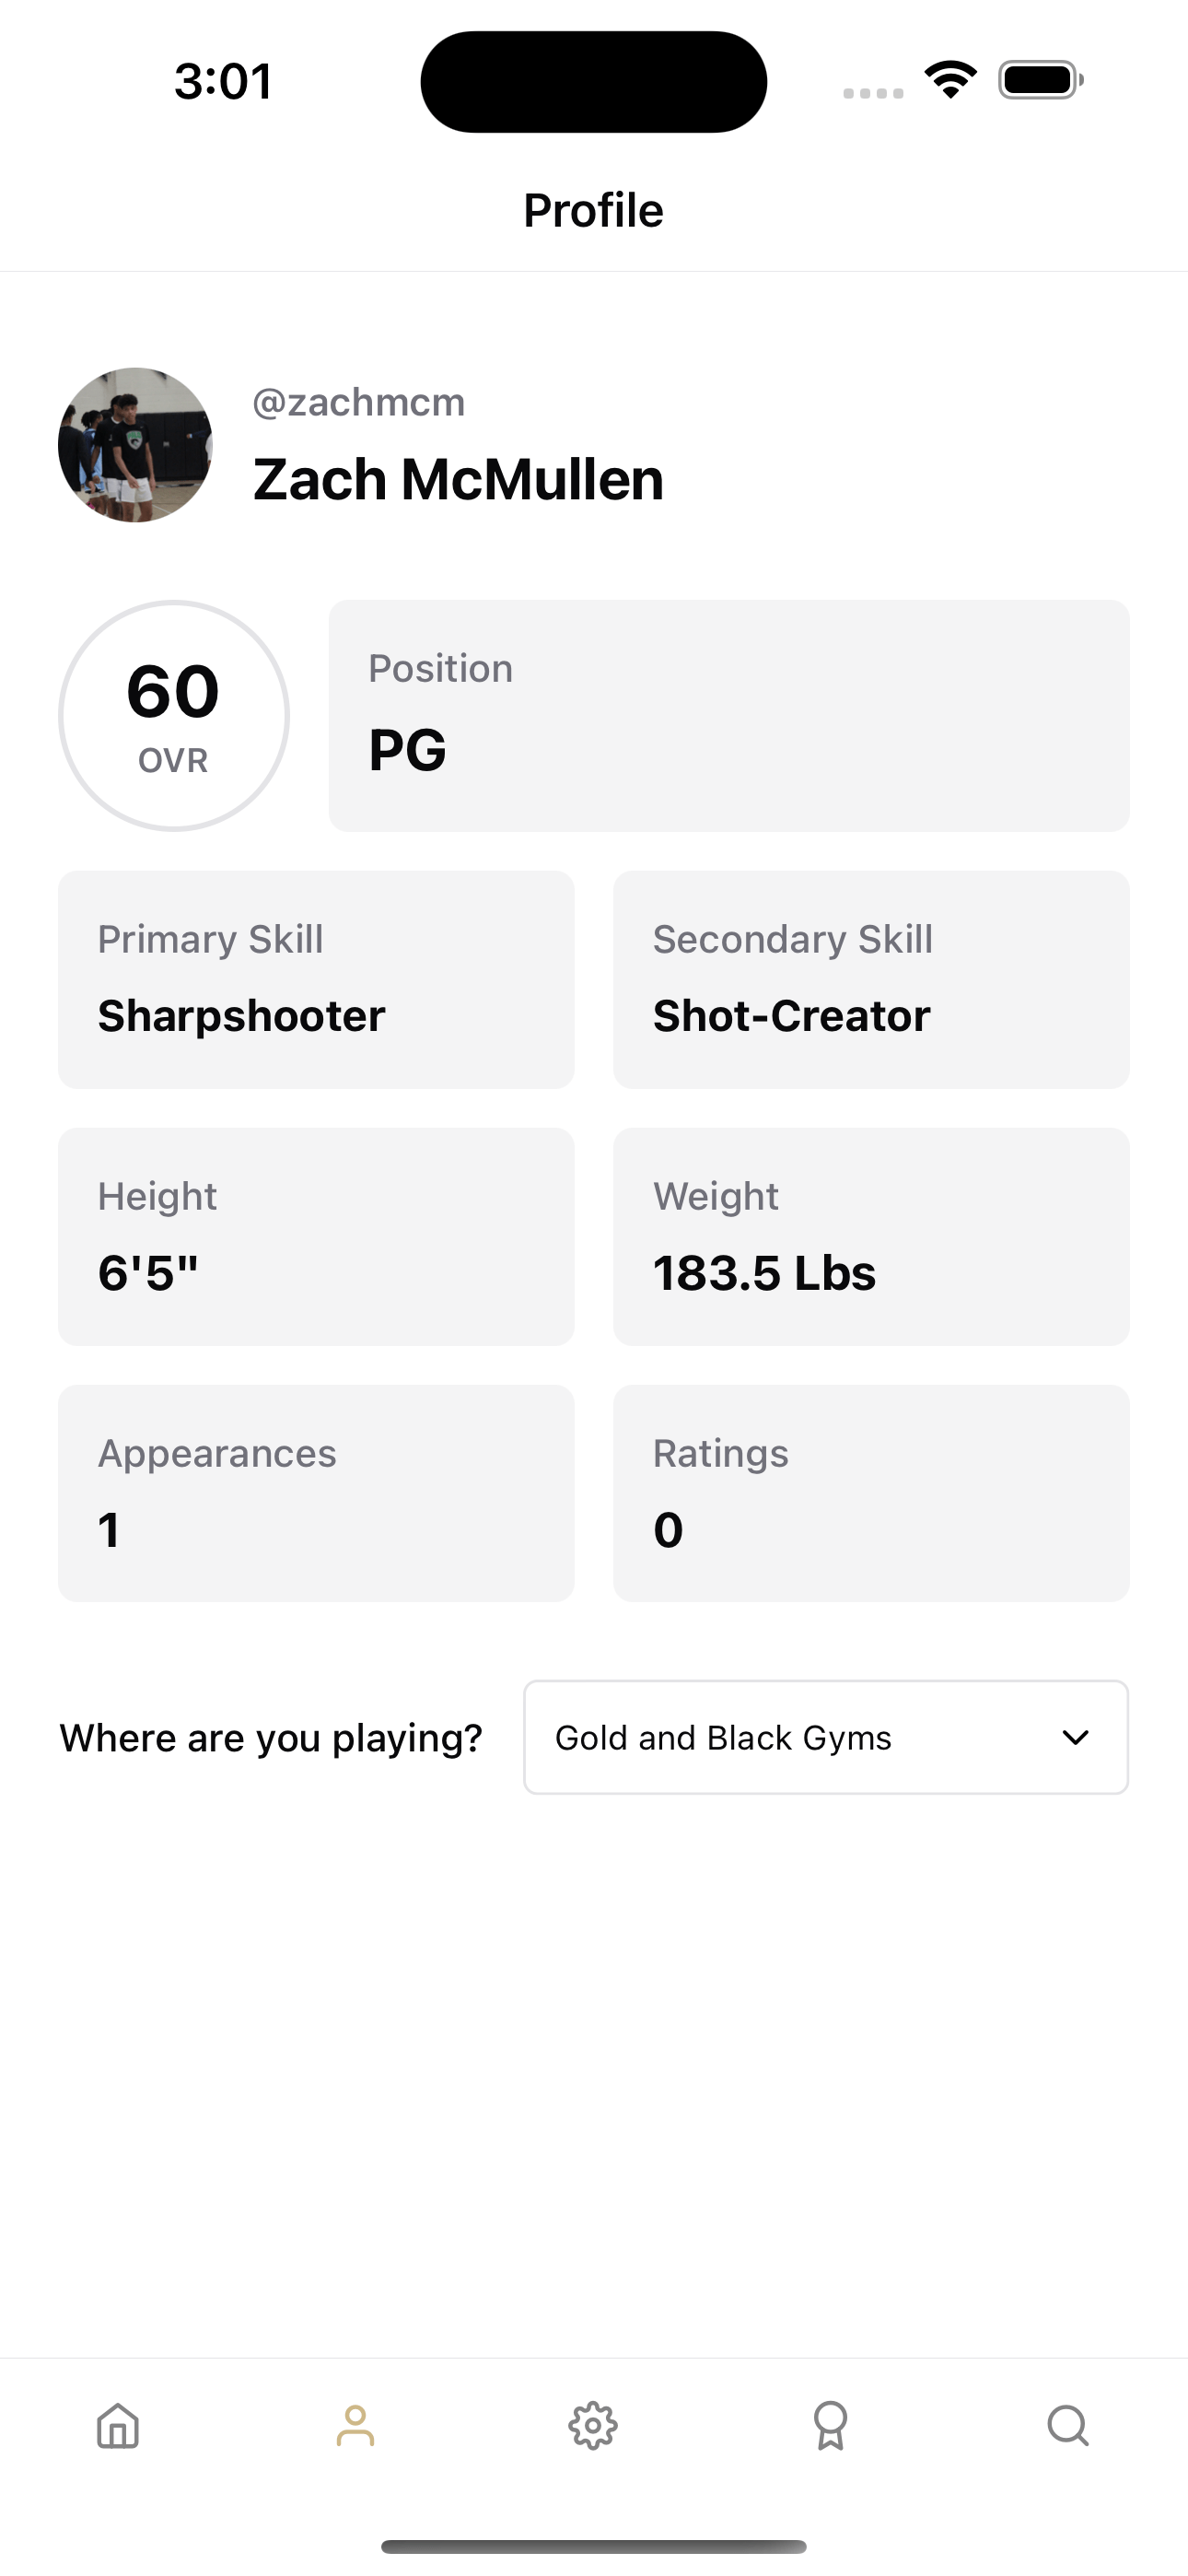 3:01
Profile
@zachmcm
Zach McMullen
60
OVR
Position
PG
Primary Skill
Sharpshooter
Secondary Skill
Shot-Creator
Height
6'5"
Weight
183.5 Lbs
Appearances
1
Ratings
0
Where are you playing?
Gold and Black Gyms